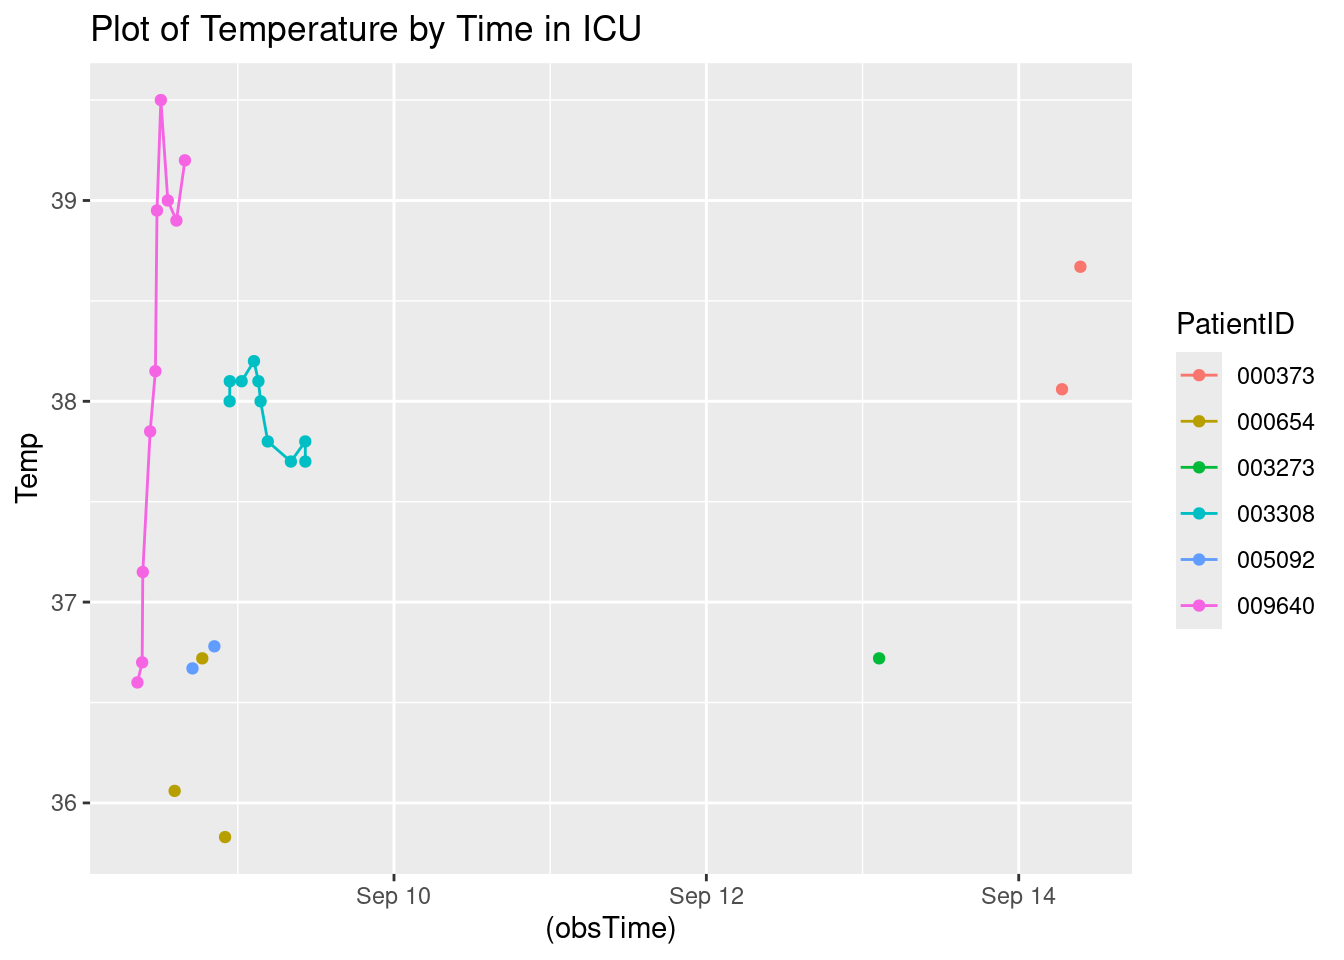 Plot of Temperature by Time in ICU
39
38
37
36
Temp
Sep 10
Sep 12
Sep 14
(obsTime)
PatientID
000373
000654
003273
003308
005092
009640